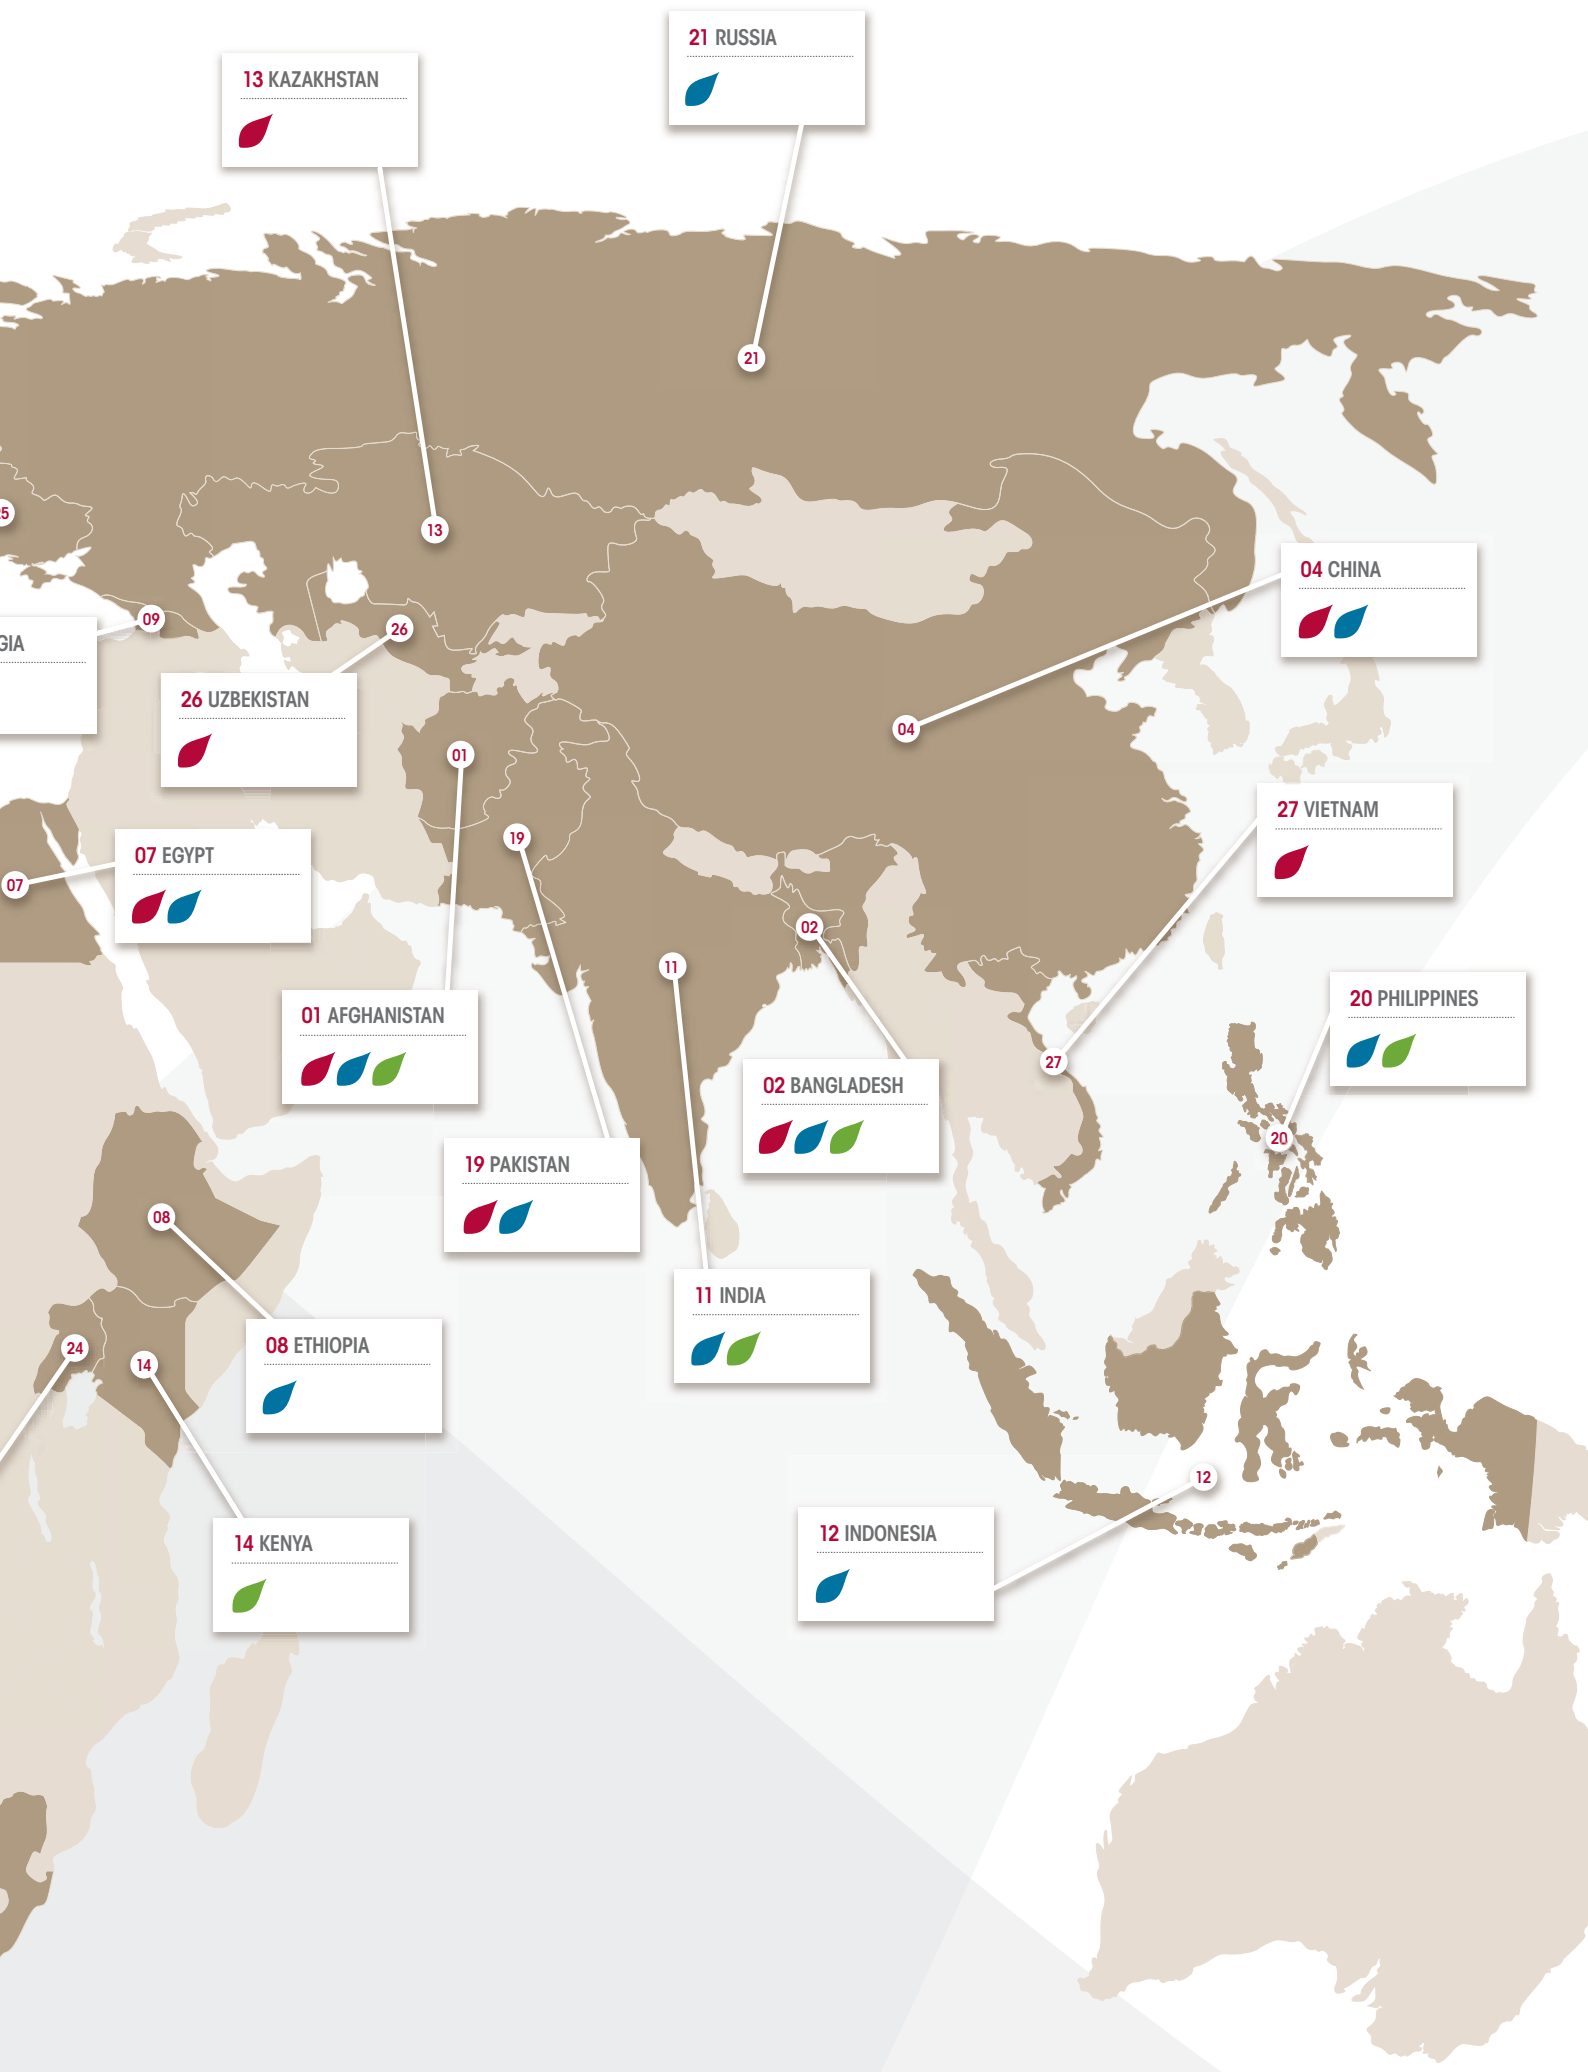 21 RUSSIA
13 KAZAKHSTAN
21
25
13
04 CHINA
09
26
GIA
26 UZBEKISTAN
04
01
27 VIETNAM
19
07 EGYPT
07
02
11
20 PHILIPPINES
01 AFGHANISTAN
27
02 BANGLADESH
20
19 PAKISTAN
08
11 INDIA
08 ETHIOPIA
24
14
12
14 KENYA
12 INDONESIA